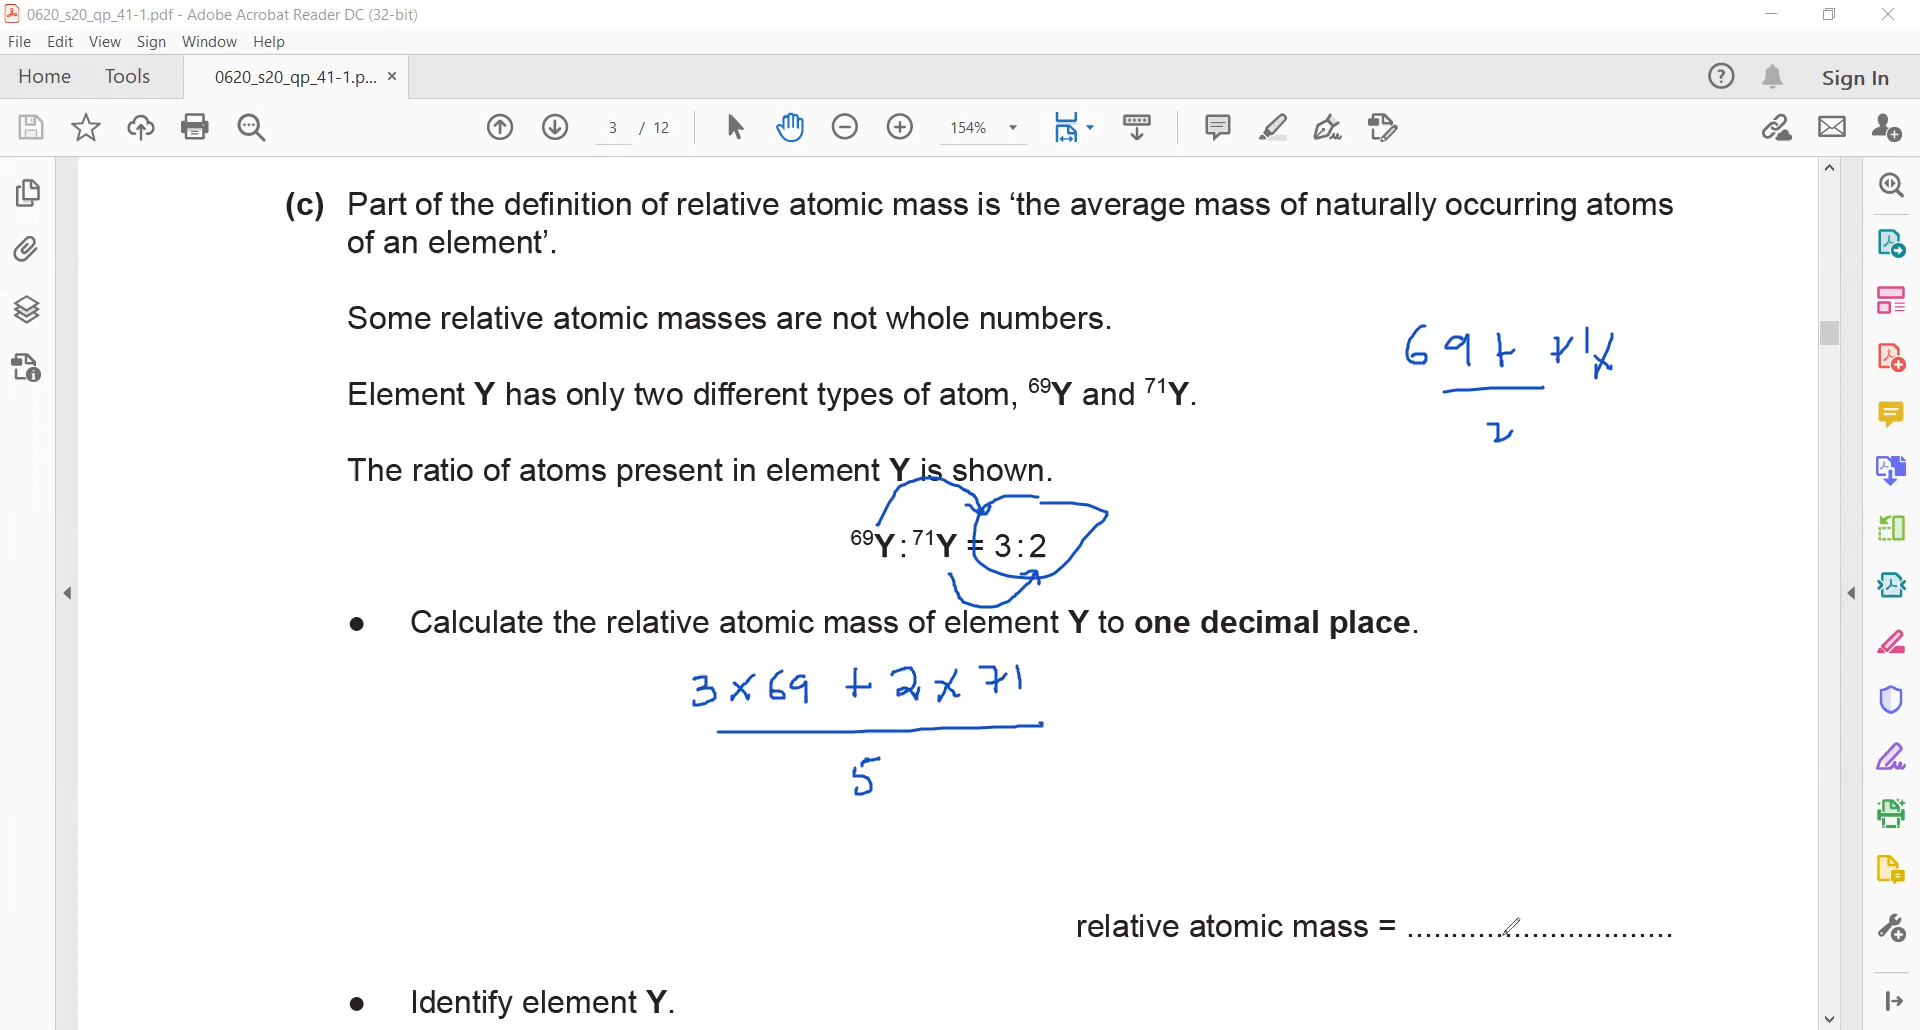 0620_s20_qp_41-1.pdf - Adobe Acrobat Reader DC (32-bit)
File Edit View Sign Window Help
Home Tools 0620_s20_qp_41-1.p... × Sign In
3 / 12 154%
(c) Part of the definition of relative atomic mass is ‘the average mass of naturally occurring atoms
of an element’.
Some relative atomic masses are not whole numbers.
69 + 71 x
2
Element Y has only two different types of atom, ⁶⁹Y and ⁷¹Y.
The ratio of atoms present in element Y is shown.
⁶⁹Y : ⁷¹Y = 3 : 2
● Calculate the relative atomic mass of element Y to one decimal place.
3 x 69 + 2 x 71
5
relative atomic mass = ..............................
● Identify element Y.